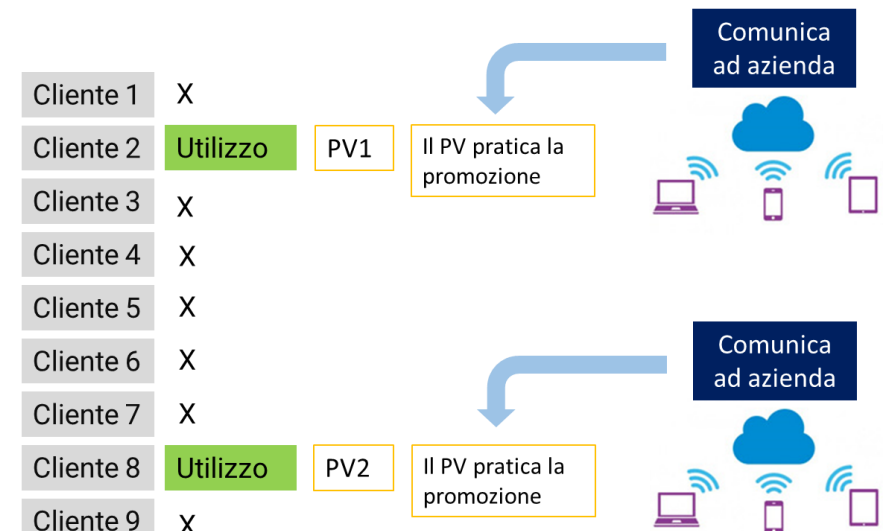 Comunica
ad azienda
Cliente 1 X
Cliente 2 Utilizzo PV1 Il PV pratica la
promozione
Cliente 3 X
Cliente 4 X
Cliente 5 X
Cliente 6 X
Comunica
ad azienda
Cliente 7 X
Cliente 8 Utilizzo PV2 Il PV pratica la
promozione
Cliente 9 X